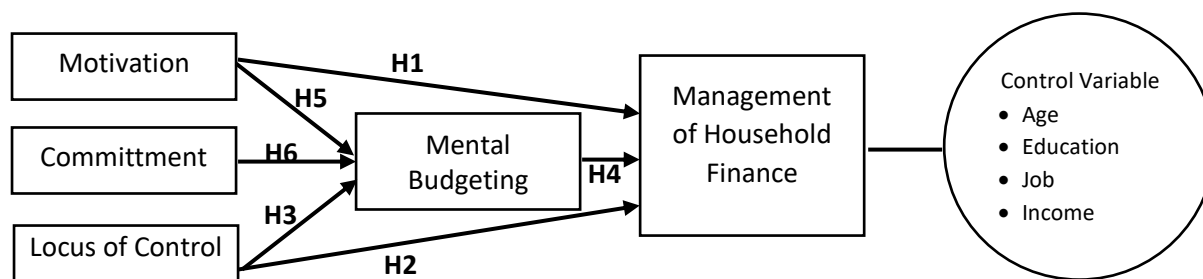 Motivation
Committment
Locus of Control
H1
H5
H6
H3
H2
Mental
Budgeting
H4
Management
of Household
Finance
Control Variable
• Age
• Education
• Job
• Income